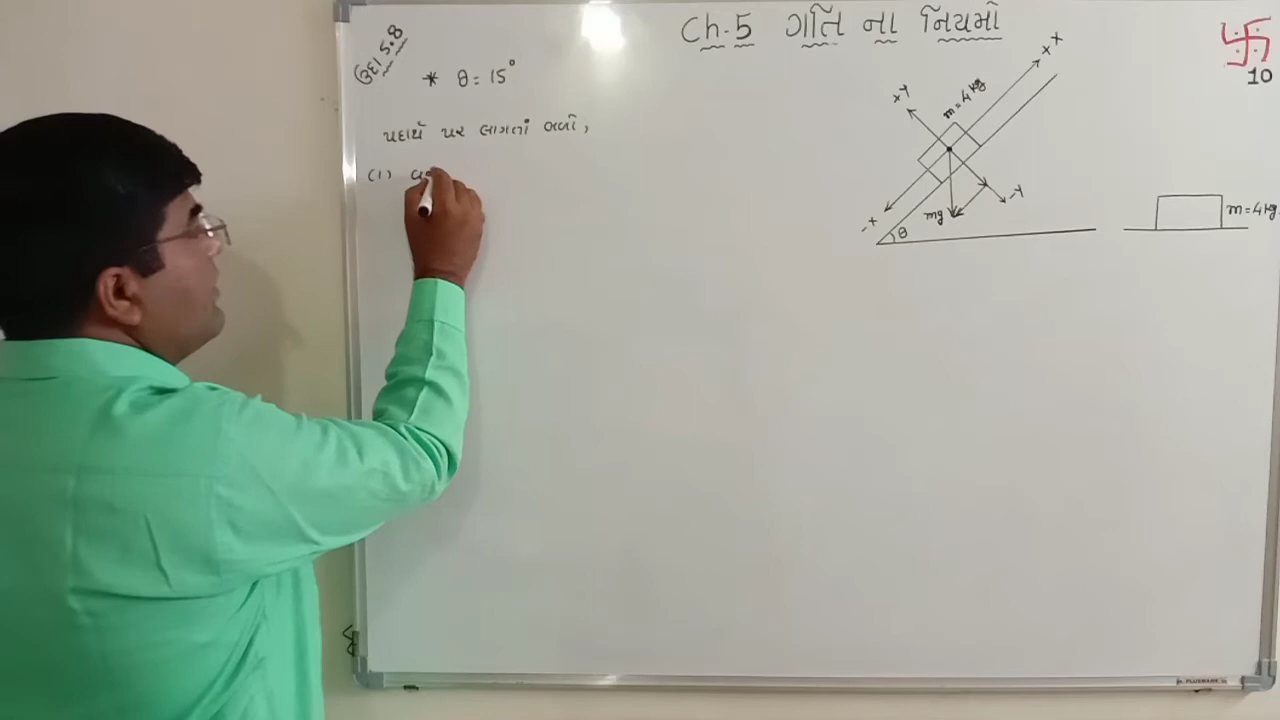 Ch-5 ગતિ ના નિયમો
10
ઉદા 5.8
* θ = 15°
પદાર્થ પર લાગતાં બળો,
(1)
+X
+Y
m = 4 kg
-X
mg
-Y
θ
m = 4 kg